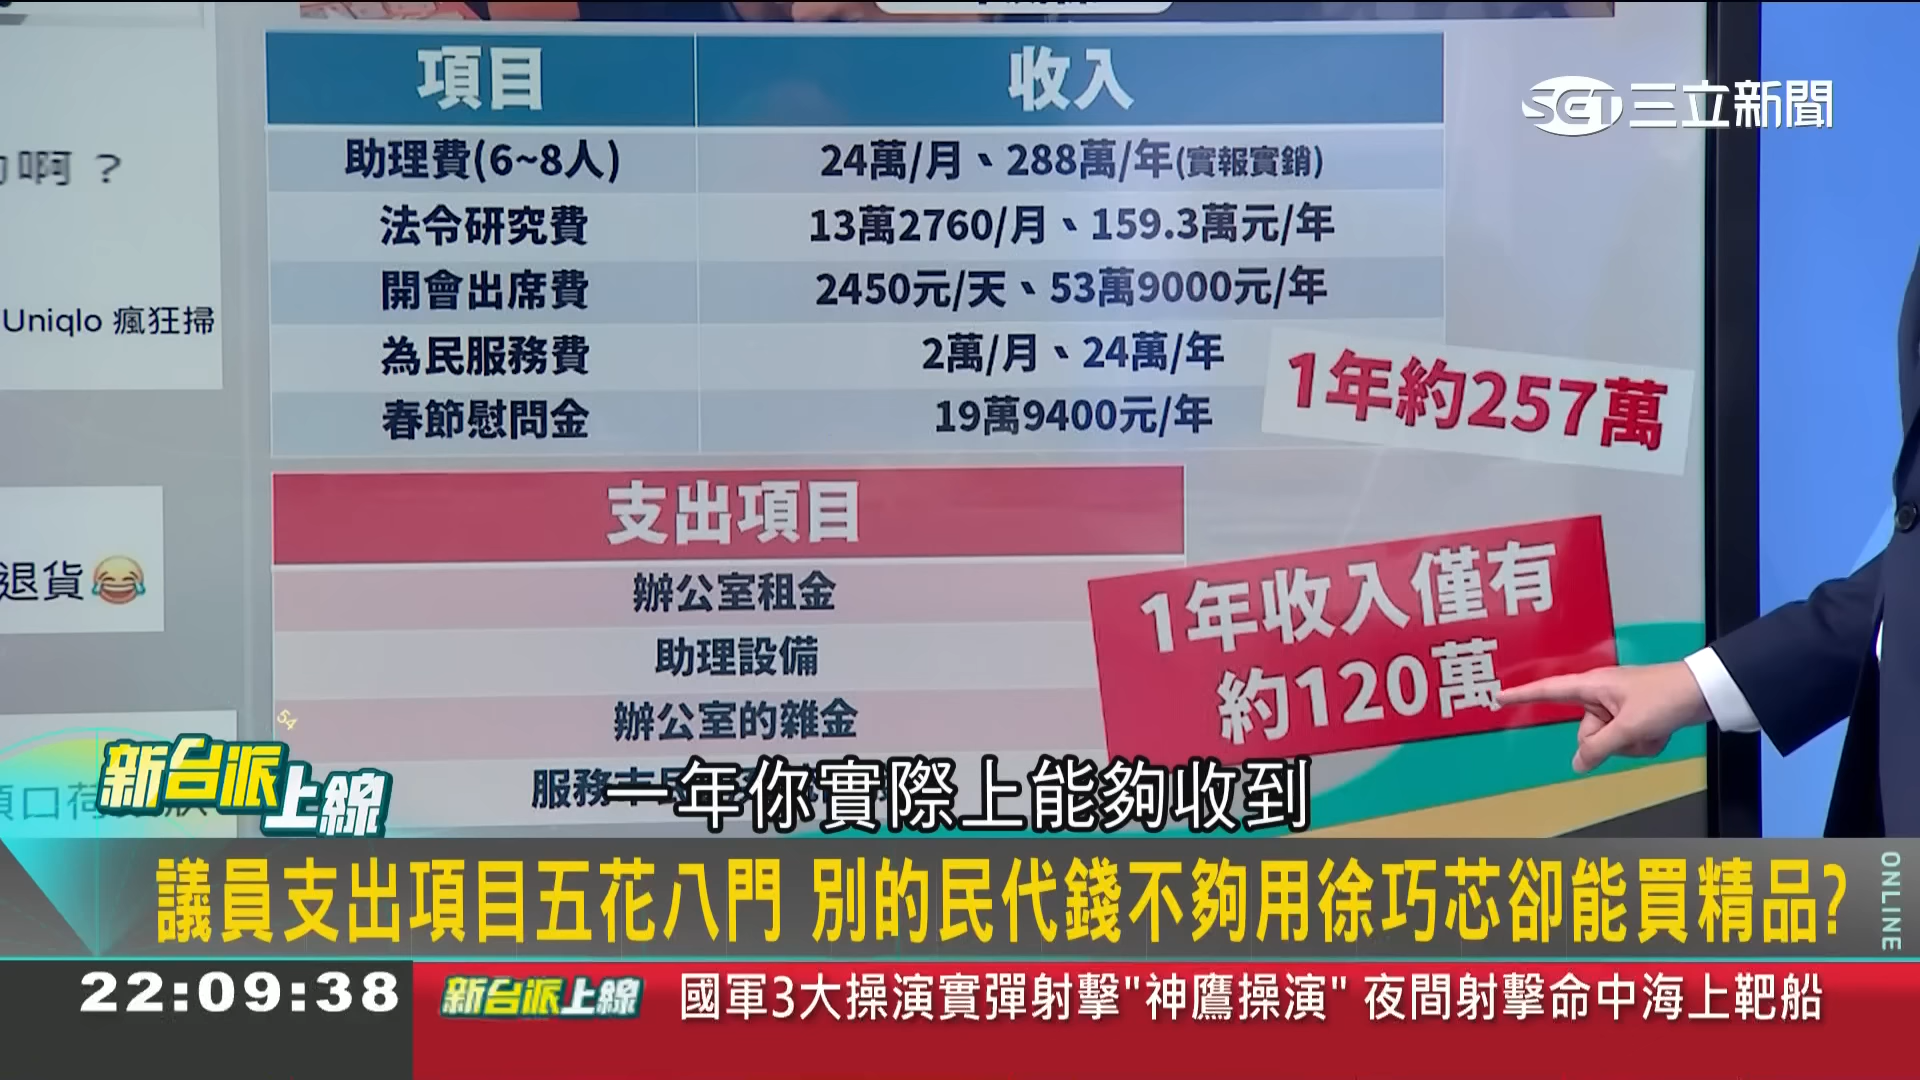 項目 收入
助理費(6~8人) 24萬/月、288萬/年(實報實銷)
法令研究費 13萬2760/月、159.3萬元/年
開會出席費 2450元/天、53萬9000元/年
為民服務費 2萬/月、24萬/年
春節慰問金 19萬9400元/年
1年約257萬
支出項目
辦公室租金
助理設備
辦公室的雜金
服務市民
1年收入僅有
約120萬
啊？
Uniqlo 瘋狂掃
退貨😂
SET三立新聞
新台派上線
一年你實際上能夠收到
議員支出項目五花八門 別的民代錢不夠用徐巧芯卻能買精品?
ONLINE
22:09:38
新台派上線
國軍3大操演實彈射擊"神鷹操演" 夜間射擊命中海上靶船